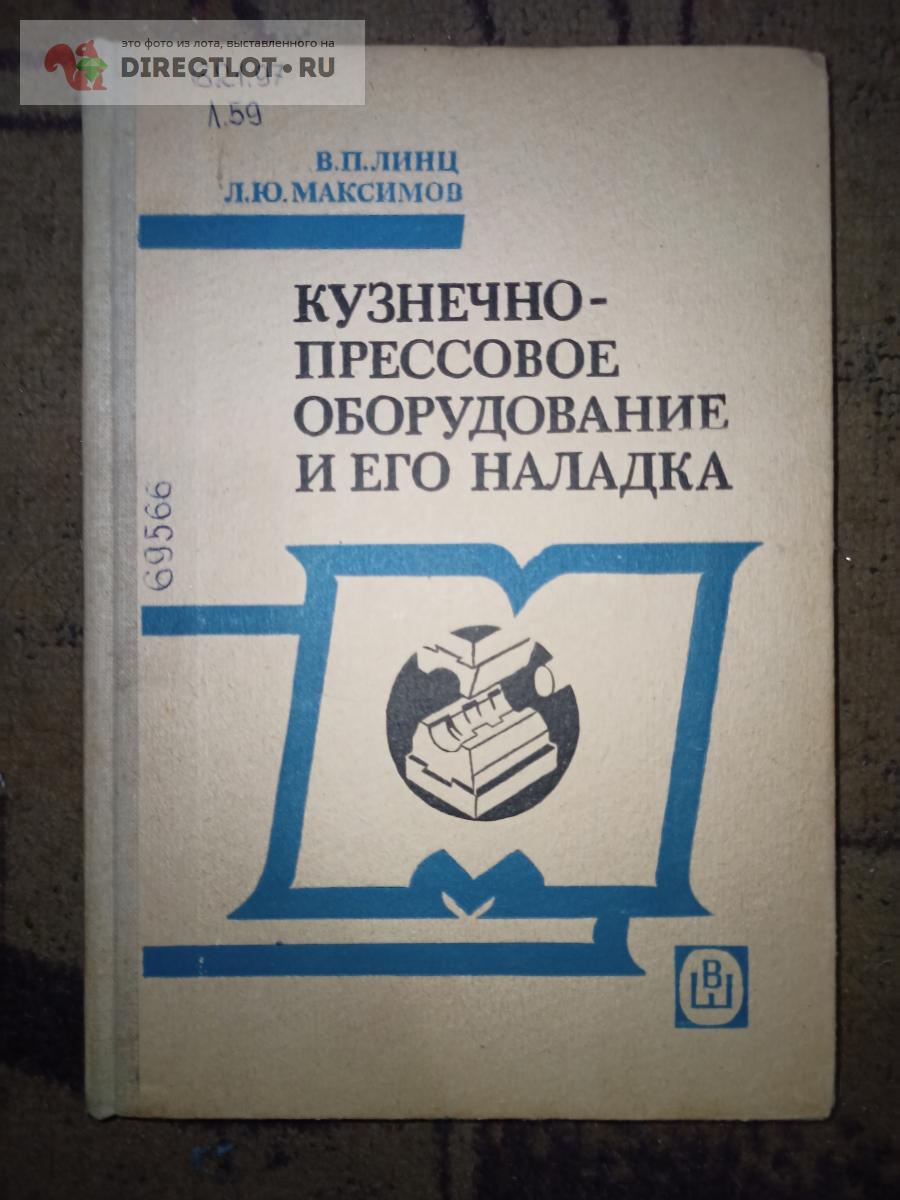 это фото из лота, выставленного на
DIRECTLOT.RU
Л.59
В.П.ЛИНЦ
Л.Ю.МАКСИМОВ
КУЗНЕЧНО-
ПРЕССОВОЕ
ОБОРУДОВАНИЕ
И ЕГО НАЛАДКА
69566
ВШ